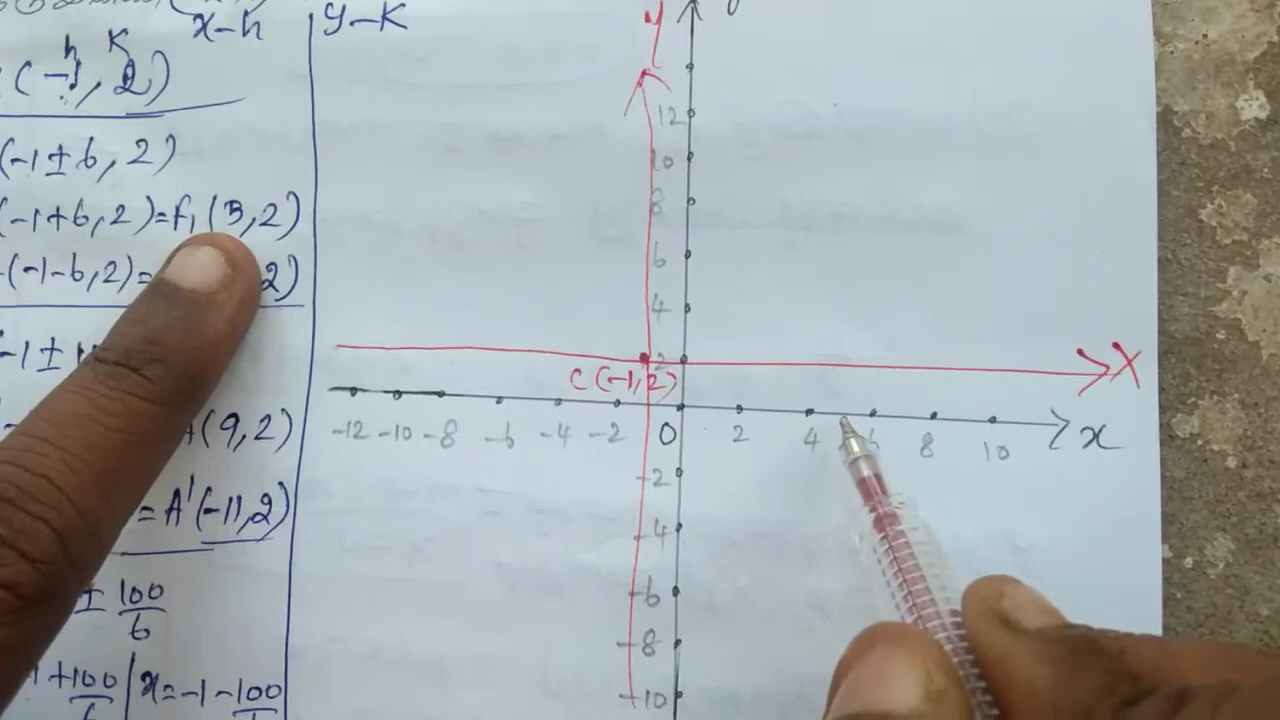 x-h
y-K
h K
(-1, 2)
(-1±6, 2)
(-1+6, 2)=F₁(5,2)
(-1-6, 2)= 2)
-1±
A(9,2)
=A'(-11,2)
± 100/6
1+100/6 | x=-1-100
y
Y
12
10
8
6
4
2
C(-1,2)
X
-12 -10 -8 -6 -4 -2 0 2 4 6 8 10 x
-2
-4
-6
-8
-10